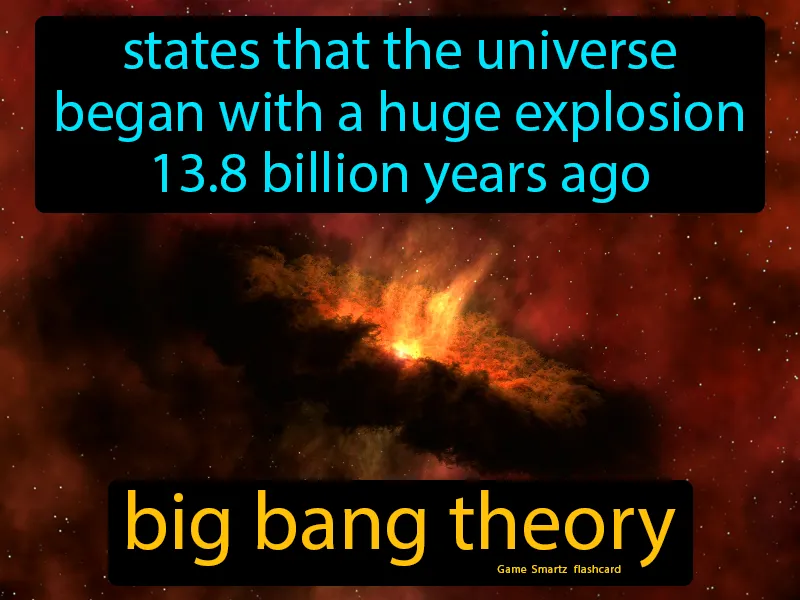 states that the universe
began with a huge explosion
13.8 billion years ago
big bang theory
Game Smartz flashcard